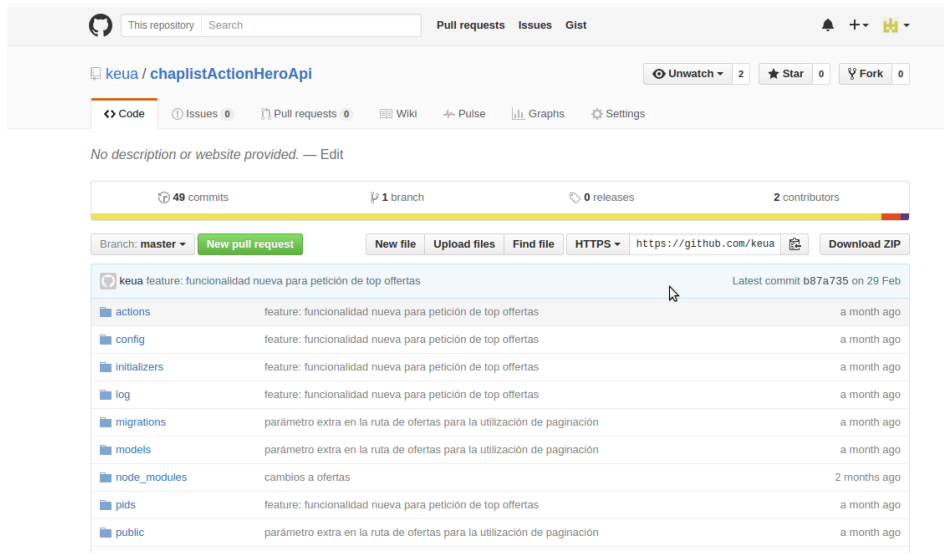 This repository Search Pull requests Issues Gist
keua / chaplistActionHeroApi Unwatch 2 Star 0 Fork 0
Code Issues 0 Pull requests 0 Wiki Pulse Graphs Settings
No description or website provided. — Edit
49 commits 1 branch 0 releases 2 contributors
Branch: master New pull request New file Upload files Find file HTTPS https://github.com/keua Download ZIP
keua feature: funcionalidad nueva para petición de top offertas Latest commit b87a735 on 29 Feb
actions feature: funcionalidad nueva para petición de top offertas a month ago
config feature: funcionalidad nueva para petición de top offertas a month ago
initializers feature: funcionalidad nueva para petición de top offertas a month ago
log feature: funcionalidad nueva para petición de top offertas a month ago
migrations parámetro extra en la ruta de ofertas para la utilización de paginación a month ago
models parámetro extra en la ruta de ofertas para la utilización de paginación a month ago
node_modules cambios a ofertas 2 months ago
pids feature: funcionalidad nueva para petición de top offertas a month ago
public parámetro extra en la ruta de ofertas para la utilización de paginación a month ago